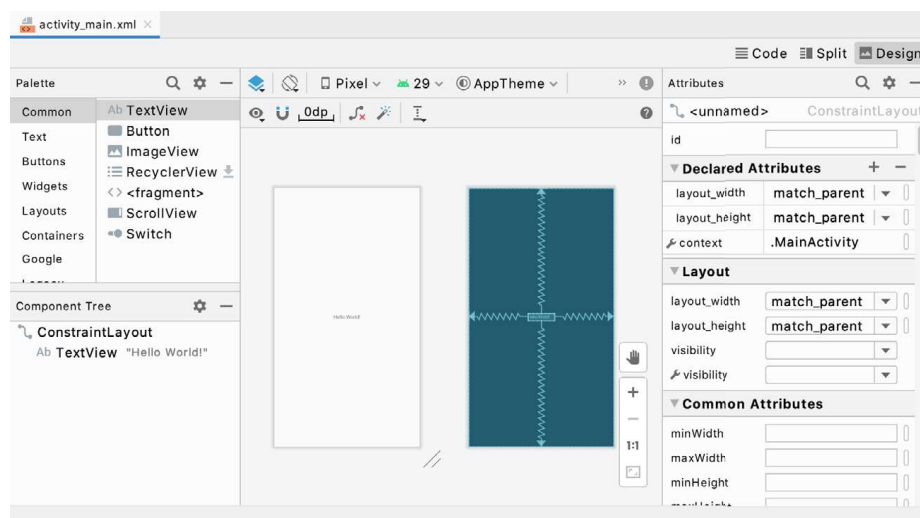 activity_main.xml
Code Split Design
Palette
Common
Text
Buttons
Widgets
Layouts
Containers
Google
Ab TextView
Button
ImageView
RecyclerView
<> <fragment>
ScrollView
Switch
Pixel 29 AppTheme >>
0dp
Component Tree
ConstraintLayout
Ab TextView "Hello World!"
Hello World!
1:1
Attributes
<unnamed> ConstraintLayout
id
Declared Attributes
layout_width match_parent
layout_height match_parent
context .MainActivity
Layout
layout_width match_parent
layout_height match_parent
visibility
visibility
Common Attributes
minWidth
maxWidth
minHeight